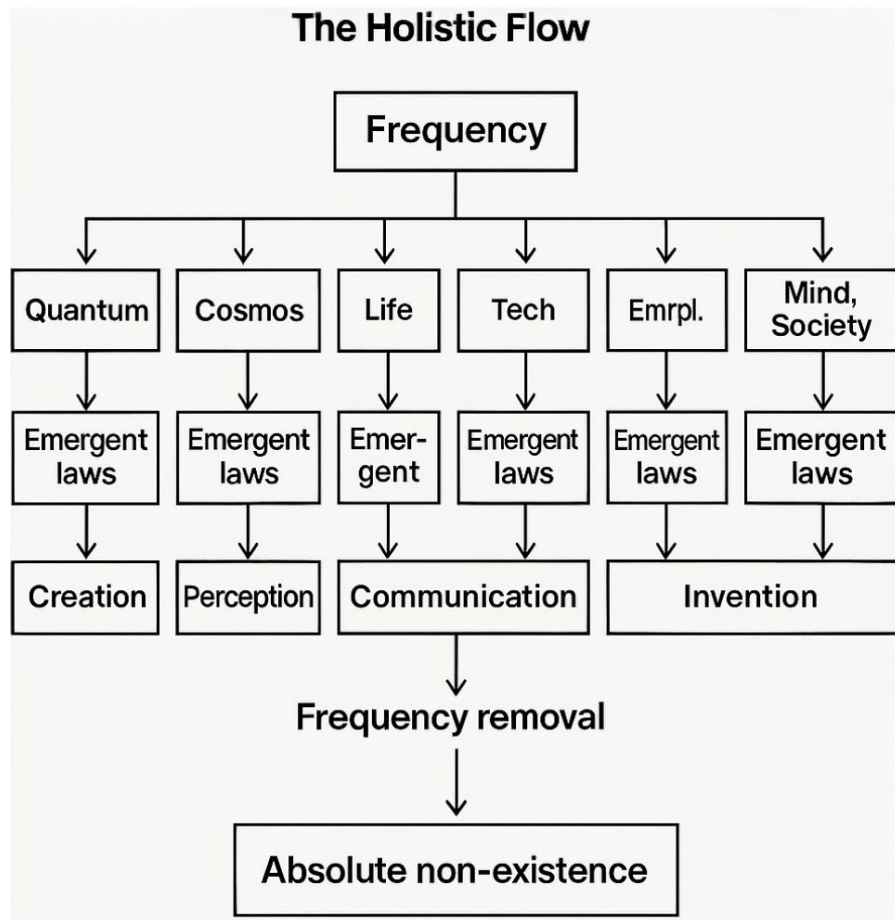 The Holistic Flow
Frequency
Quantum
Cosmos
Life
Tech
Emrpl.
Mind,
Society
Emergent
laws
Emergent
laws
Emer-
gent
Emergent
laws
Emergent
laws
Emergent
laws
Creation
Perception
Communication
Invention
Frequency removal
Absolute non-existence